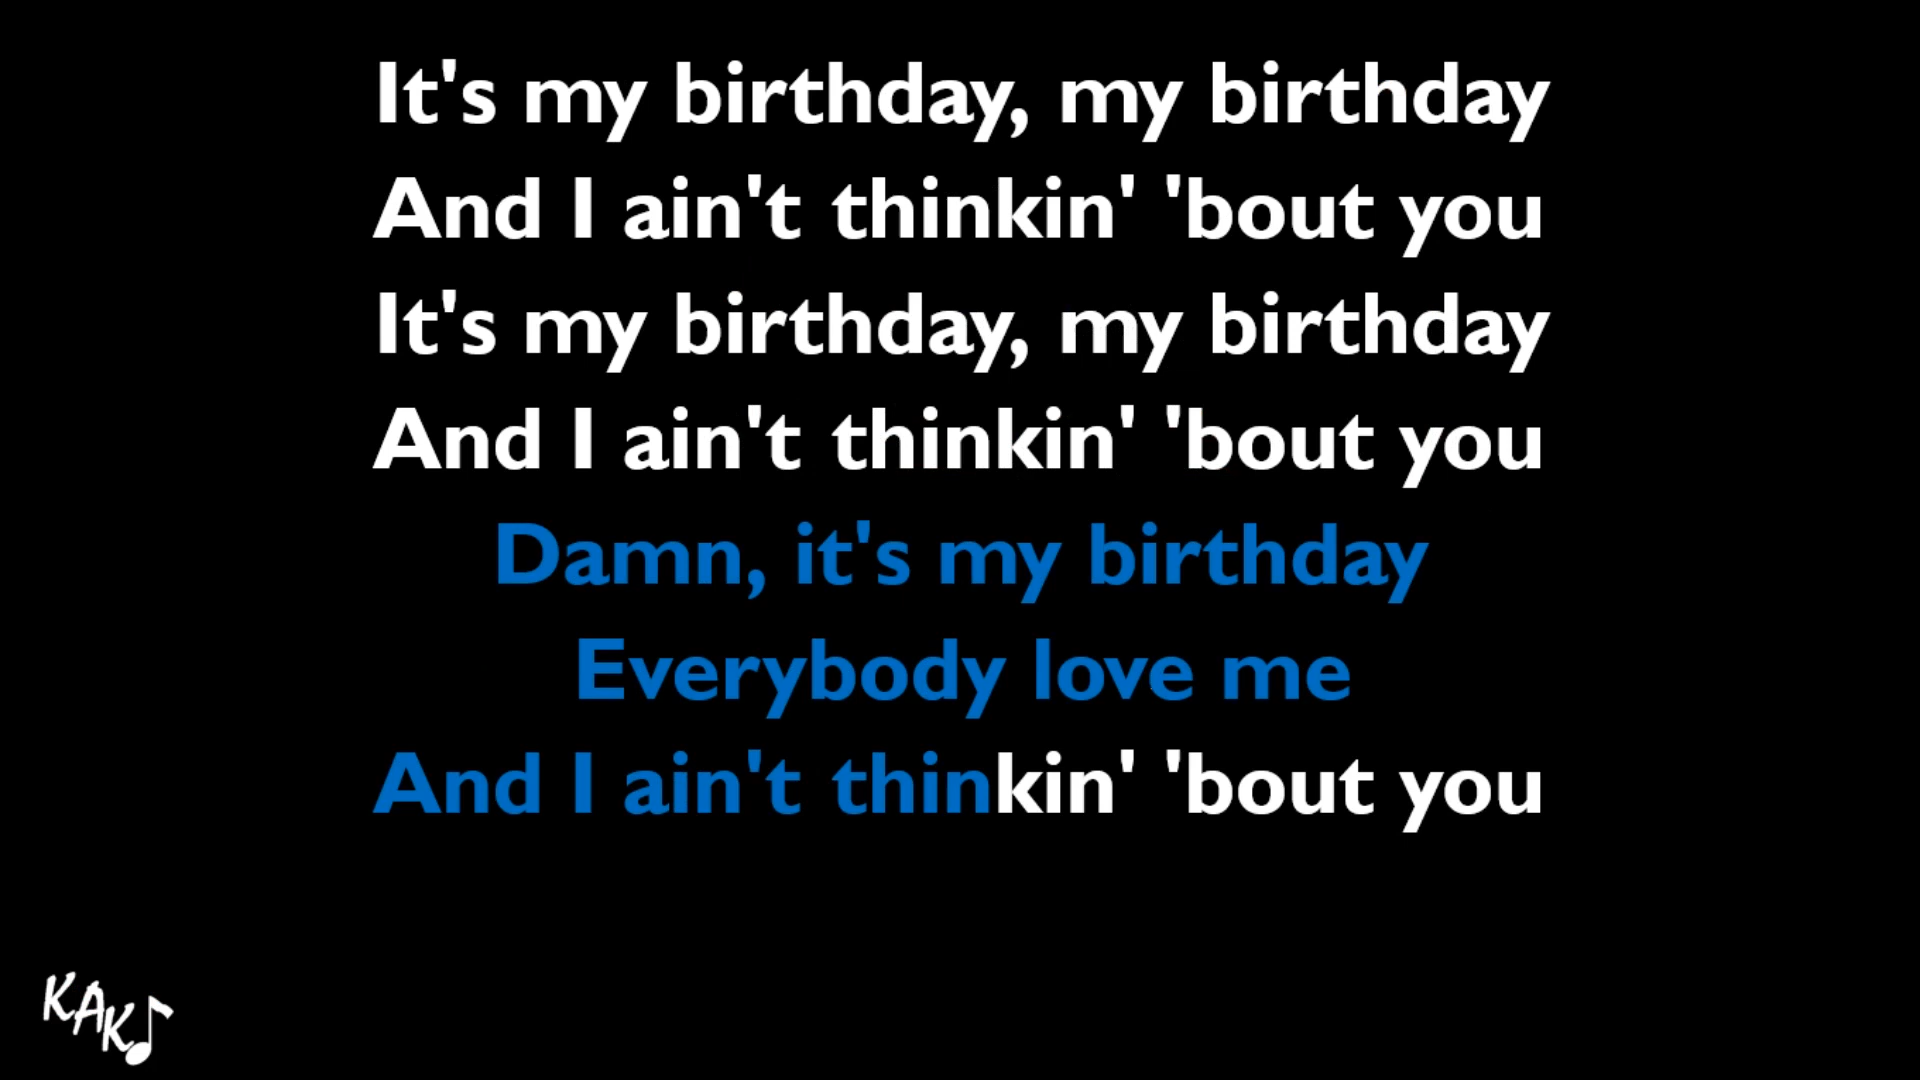 It's my birthday, my birthday
And I ain't thinkin' 'bout you
It's my birthday, my birthday
And I ain't thinkin' 'bout you
Damn, it's my birthday
Everybody love me
And I ain't thinkin' 'bout you
KAK